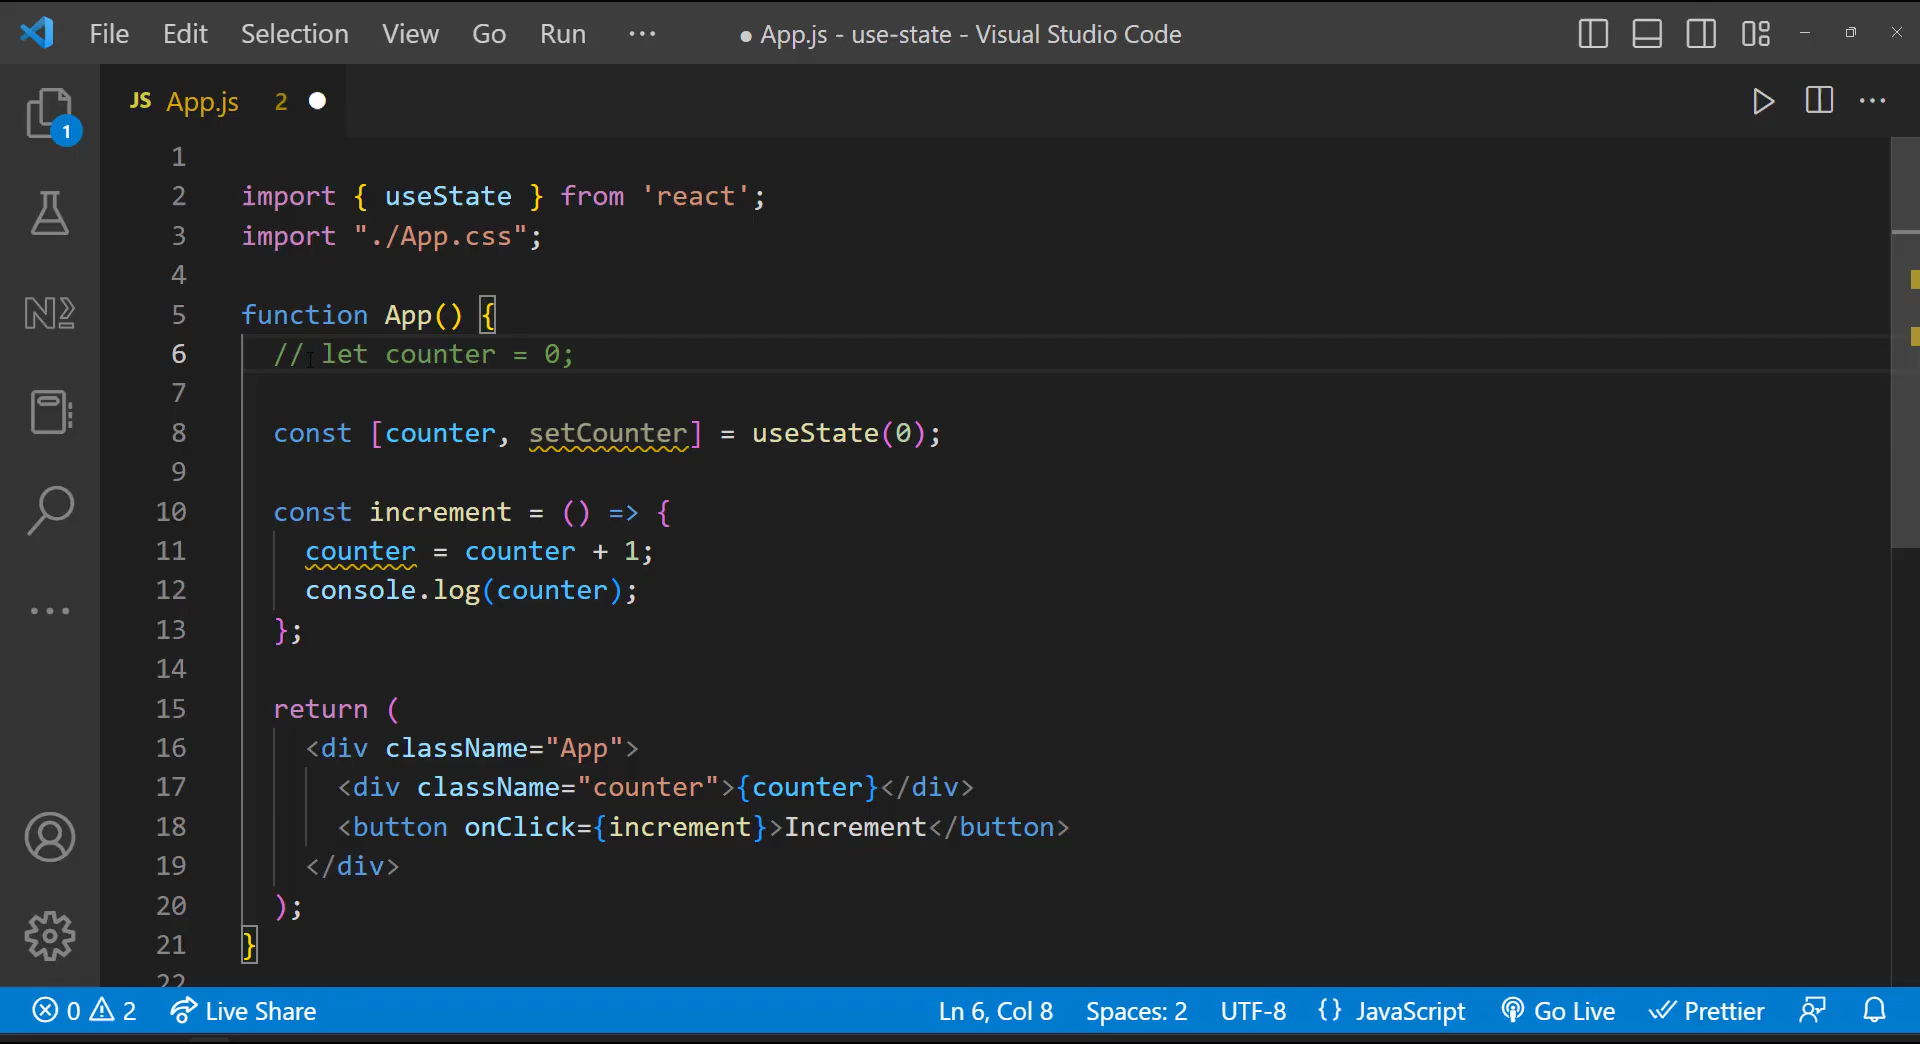 File Edit Selection View Go Run ··· ● App.js - use-state - Visual Studio Code
JS App.js 2
1
1
2 import { useState } from 'react';
3 import "./App.css";
4
5 function App() {
6 // let counter = 0;
7
8 const [counter, setCounter] = useState(0);
9
10 const increment = () => {
11 counter = counter + 1;
12 console.log(counter);
13 };
14
15 return (
16 <div className="App">
17 <div className="counter">{counter}</div>
18 <button onClick={increment}>Increment</button>
19 </div>
20 );
21 }
22
0 2 Live Share Ln 6, Col 8 Spaces: 2 UTF-8 {} JavaScript Go Live Prettier